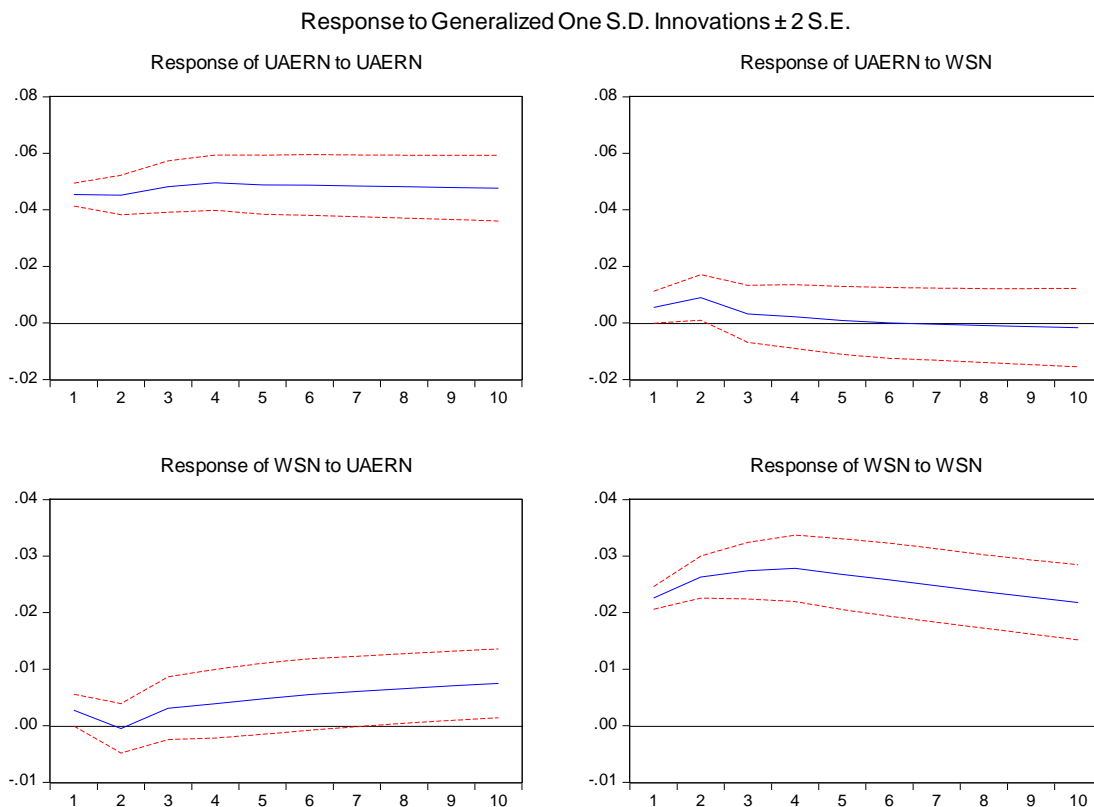 Response to Generalized One S.D. Innovations ± 2 S.E.
Response of UAERN to UAERN
.08
.06
.04
.02
.00
-.02
1 2 3 4 5 6 7 8 9 10
Response of UAERN to WSN
.08
.06
.04
.02
.00
-.02
1 2 3 4 5 6 7 8 9 10
Response of WSN to UAERN
.04
.03
.02
.01
.00
-.01
1 2 3 4 5 6 7 8 9 10
Response of WSN to WSN
.04
.03
.02
.01
.00
-.01
1 2 3 4 5 6 7 8 9 10